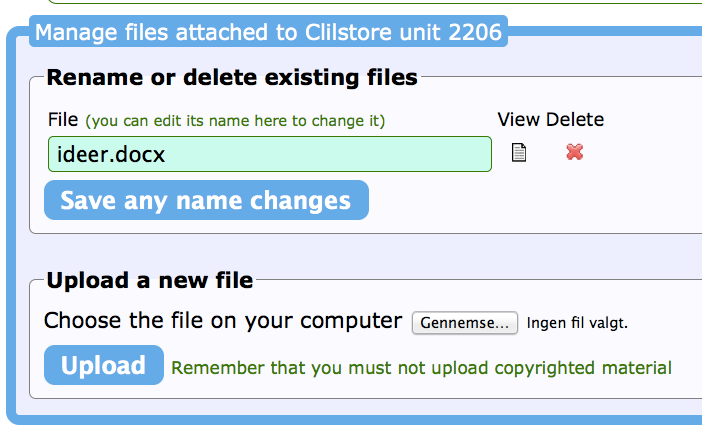 Manage files attached to Clilstore unit 2206
Rename or delete existing files
File (you can edit its name here to change it) View Delete
ideer.docx
Save any name changes
Upload a new file
Choose the file on your computer Gennemse... Ingen fil valgt.
Upload Remember that you must not upload copyrighted material